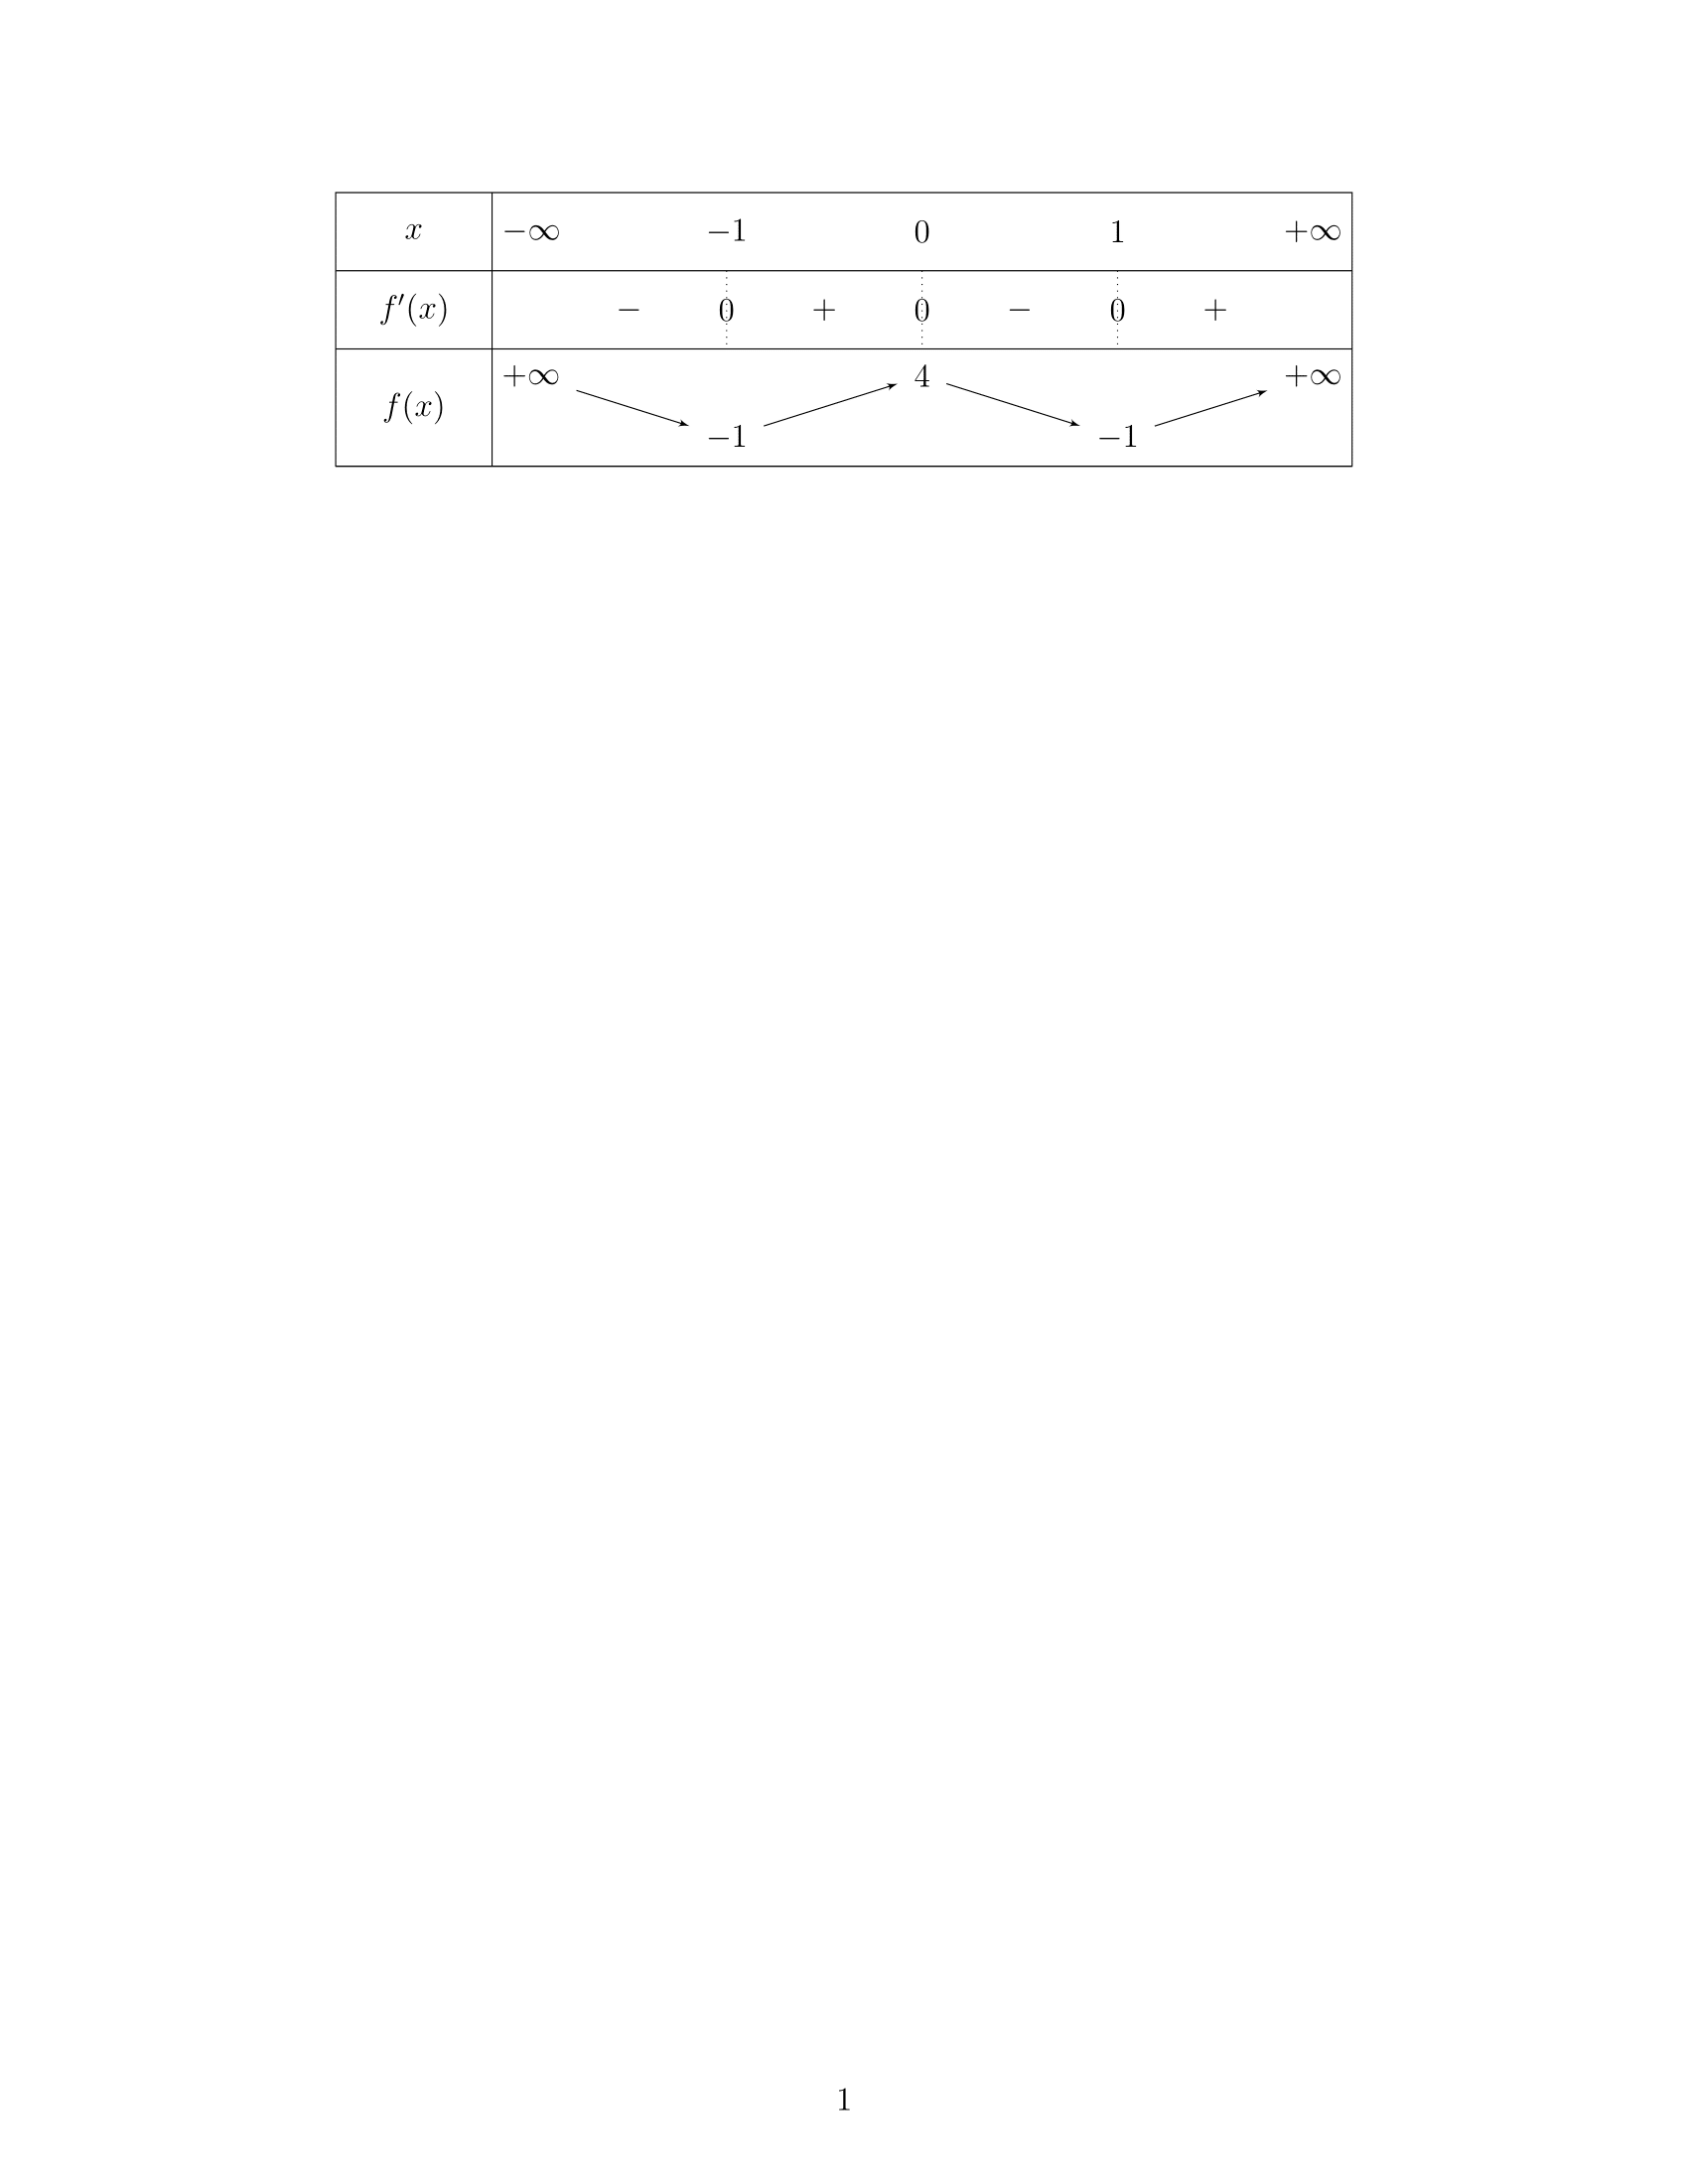 x −∞ −1 0 1 +∞
f′(x) − 0 + 0 − 0 +
+∞ 4 +∞
f(x)
−1 −1
1